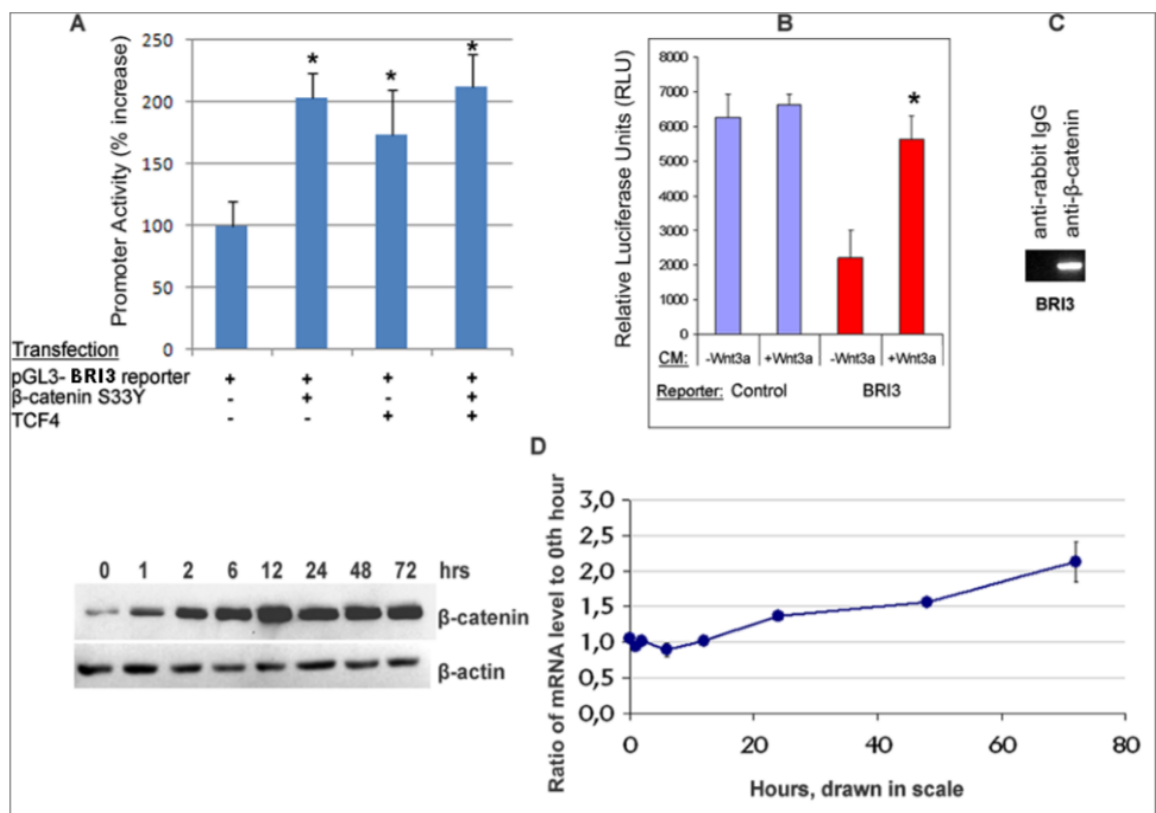 A
Promoter Activity (% increase)
250
200
150
100
50
0
* * *
Transfection
pGL3- BRI3 reporter + + + +
β-catenin S33Y - + - +
TCF4 - - + +
B
Relative Luciferase Units (RLU)
8000
7000
6000
5000
4000
3000
2000
1000
0
*
CM: -Wnt3a +Wnt3a -Wnt3a +Wnt3a
Reporter: Control BRI3
C
anti-rabbit IgG
anti-β-catenin
BRI3
0 1 2 6 12 24 48 72 hrs
β-catenin
β-actin
D
Ratio of mRNA level to 0th hour
3,0
2,5
2,0
1,5
1,0
0,5
0,0
0 20 40 60 80
Hours, drawn in scale